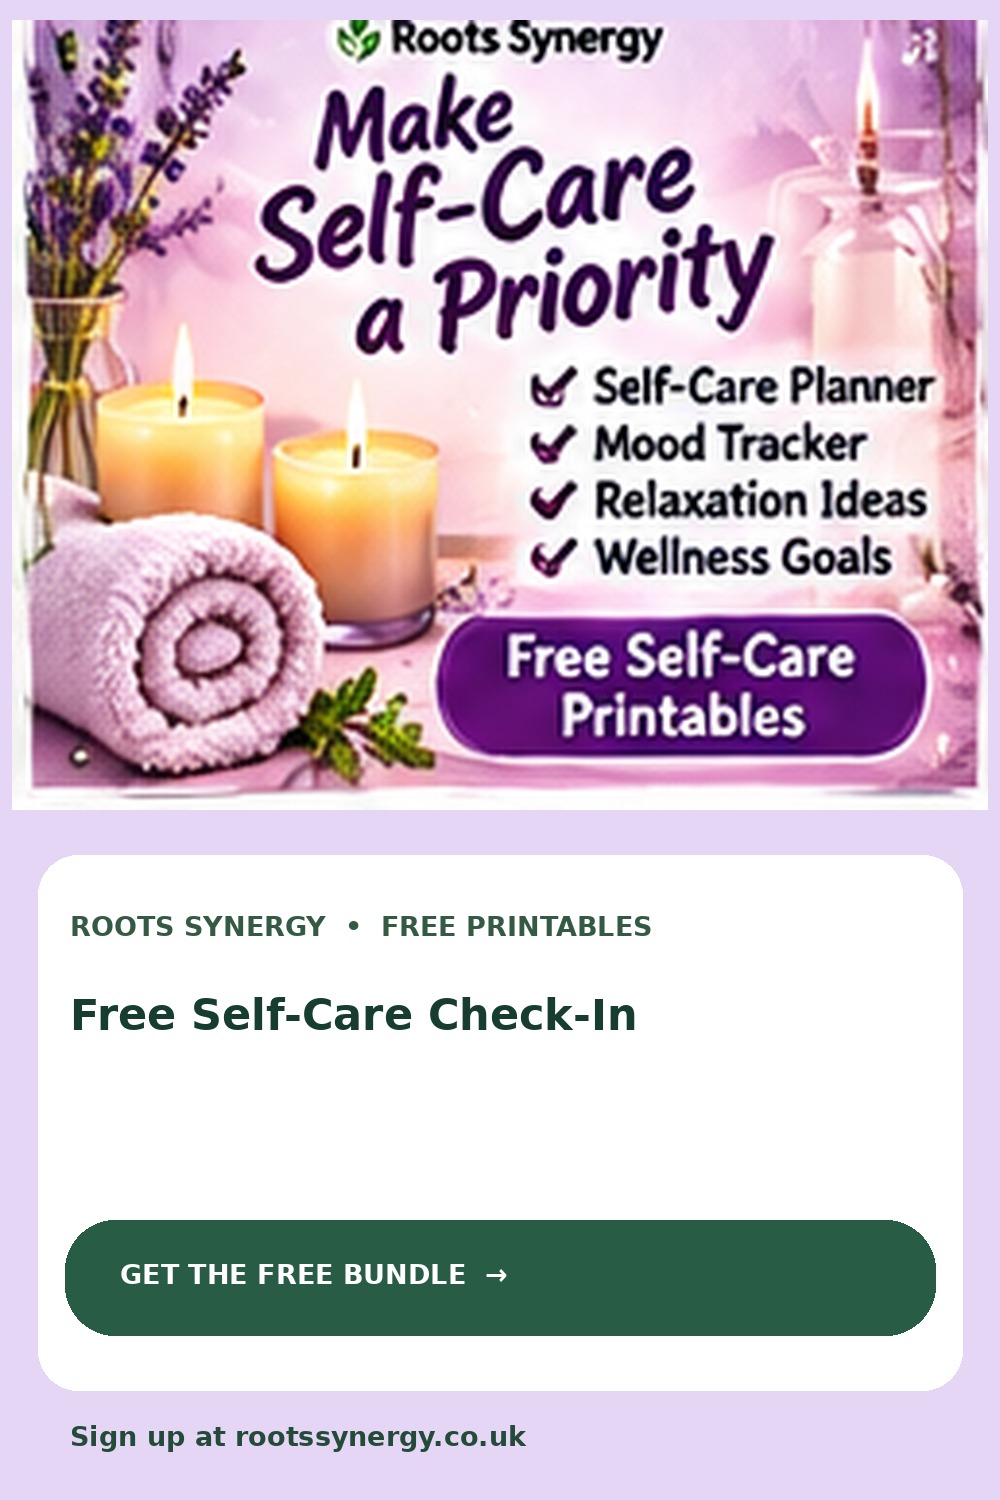 Roots Synergy
Make
Self-Care
a Priority
Self-Care Planner
Mood Tracker
Relaxation Ideas
Wellness Goals
Free Self-Care
Printables
ROOTS SYNERGY • FREE PRINTABLES
Free Self-Care Check-In
GET THE FREE BUNDLE →
Sign up at rootssynergy.co.uk